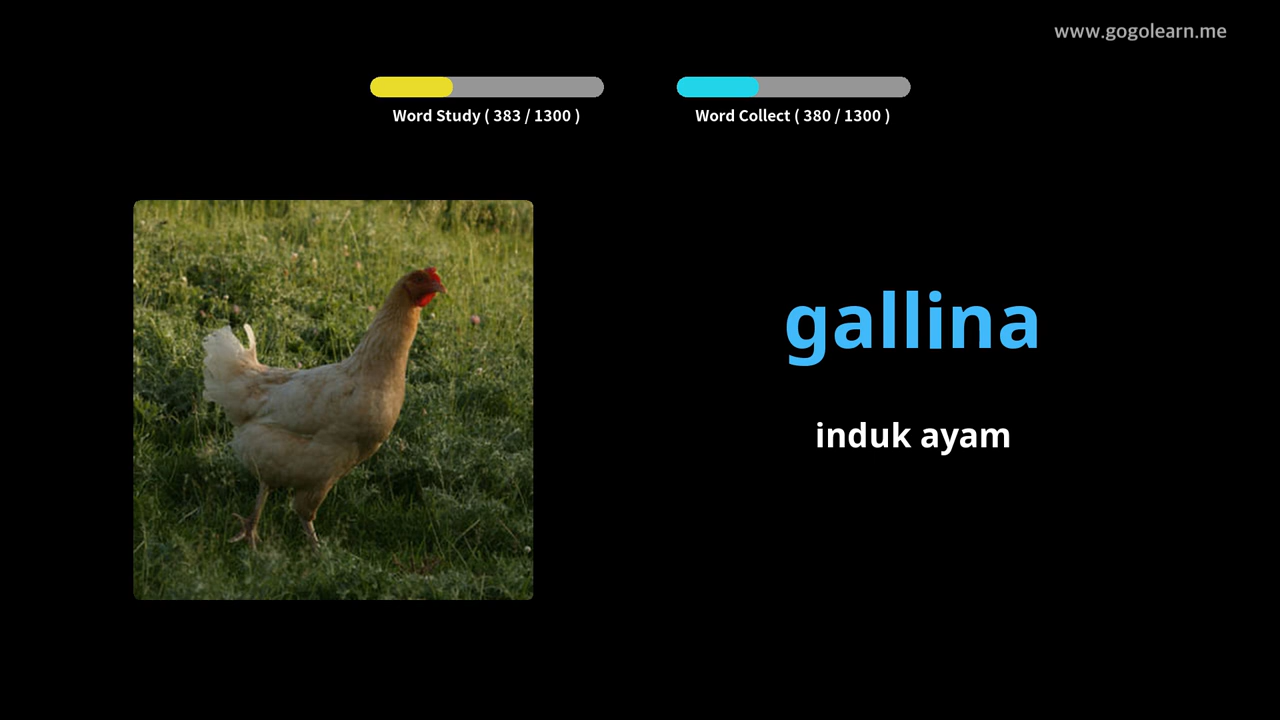 www.gogolearn.me
Word Study ( 383 / 1300 )
Word Collect ( 380 / 1300 )
gallina
induk ayam